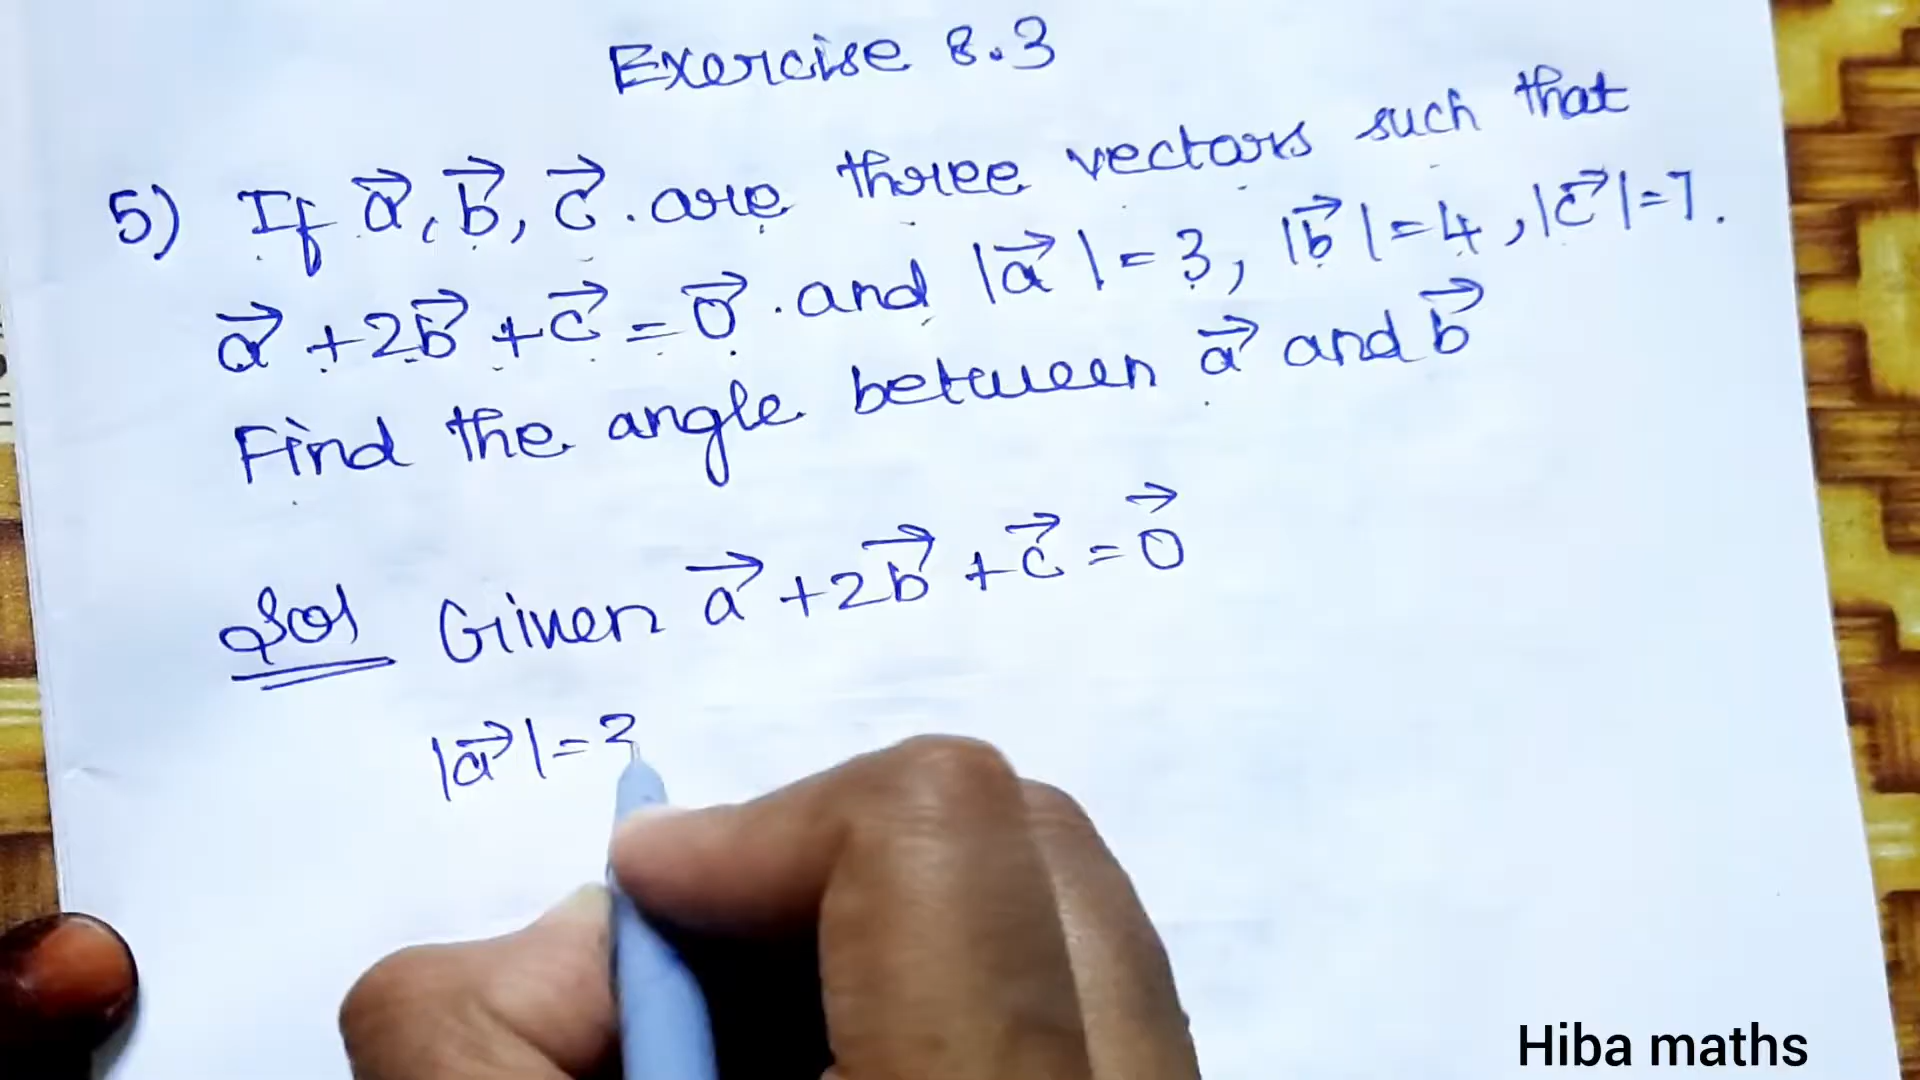 Exercise 8.3
5) If a⃗, b⃗, c⃗. are three vectors such that
a⃗ + 2b⃗ + c⃗ = 0⃗. and |a⃗| = 3, |b⃗| = 4, |c⃗| = 7.
Find the angle between a⃗ and b⃗
Sol Given a⃗ + 2b⃗ + c⃗ = 0⃗
|a⃗| = 3
Hiba maths